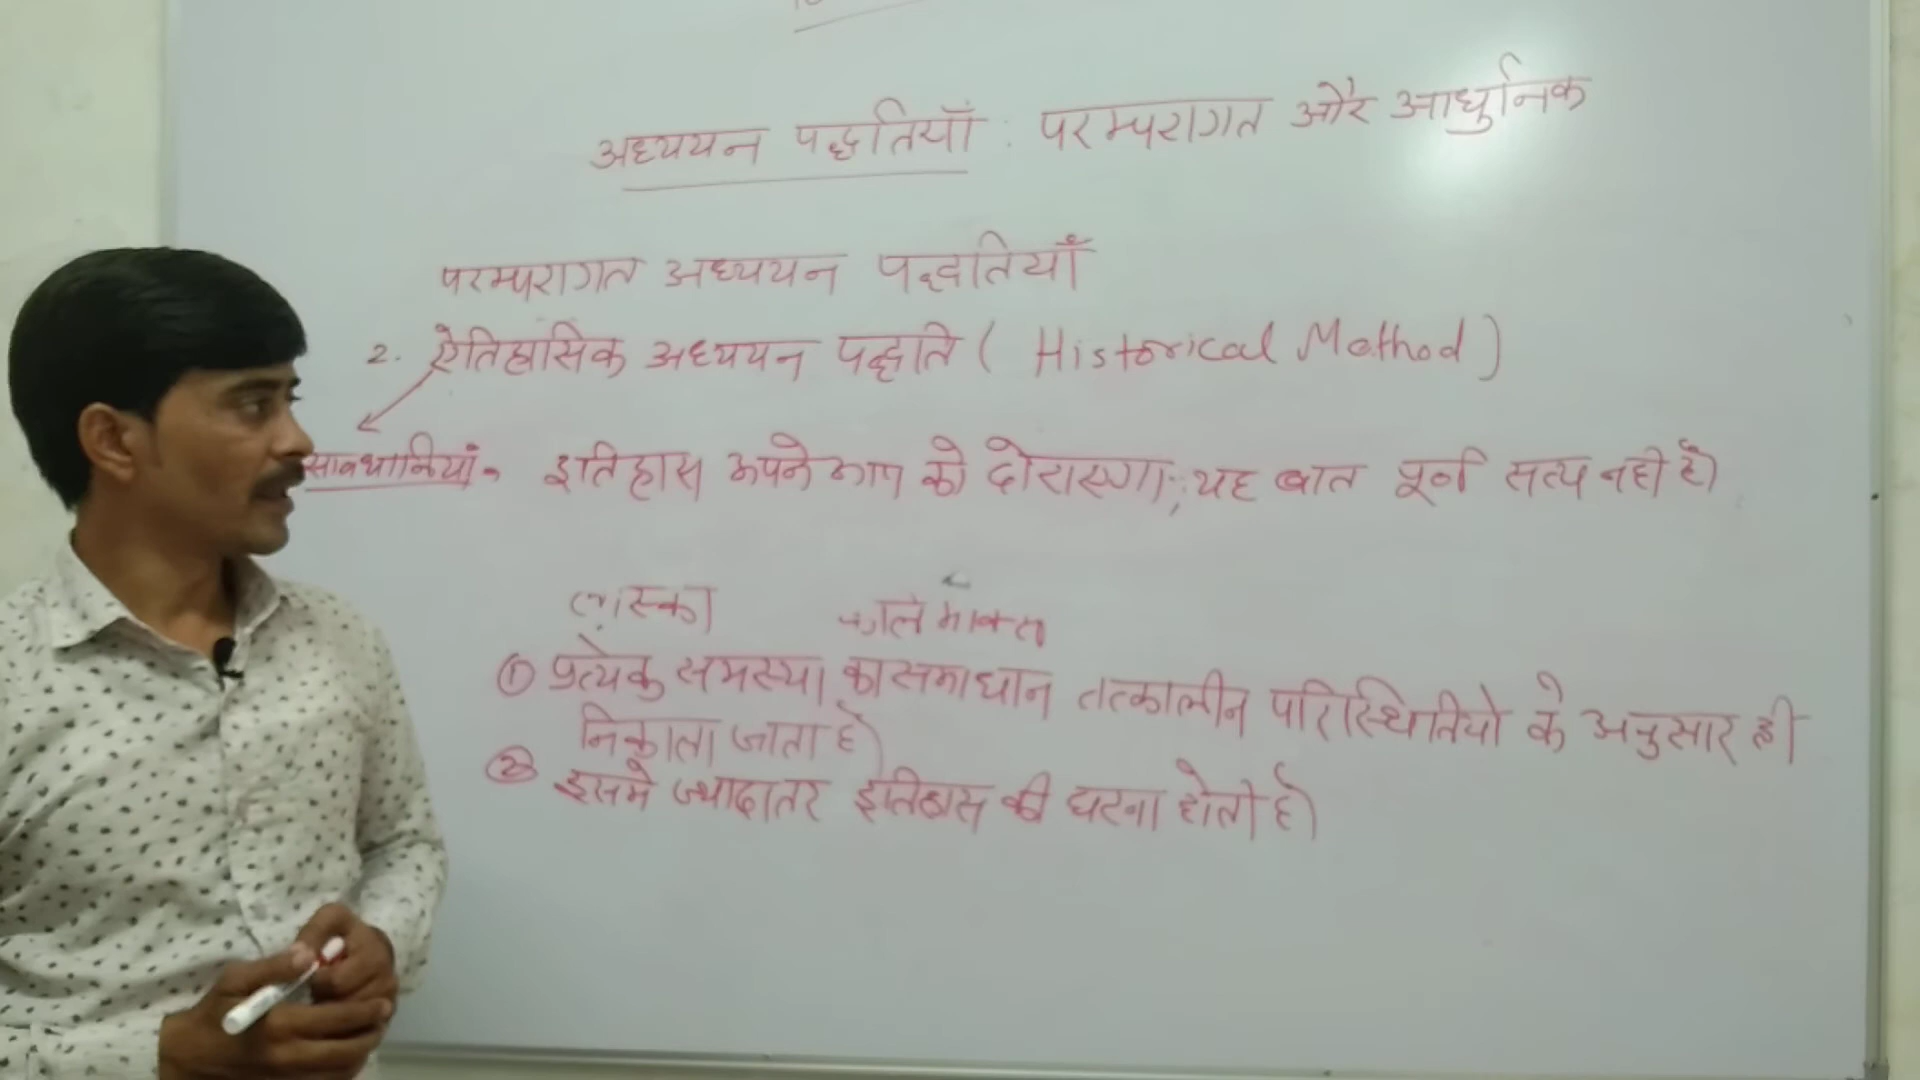 अध्ययन पद्धतियाँ : परम्परागत और आधुनिक
परम्परागत अध्ययन पद्धतियाँ
2. ऐतिहासिक अध्ययन पद्धति ( Historical Method )
सावधानियां - इतिहास अपने आप को दोराएगा, यह बात पूर्ण सत्य नही है
लास्की कार्ल मार्क्स
① प्रत्येक समस्या का समाधान तत्कालीन परिस्थितियो के अनुसार ही
निकाला जाता है
② इसमे ज्यादातर इतिहास की घटना होती है